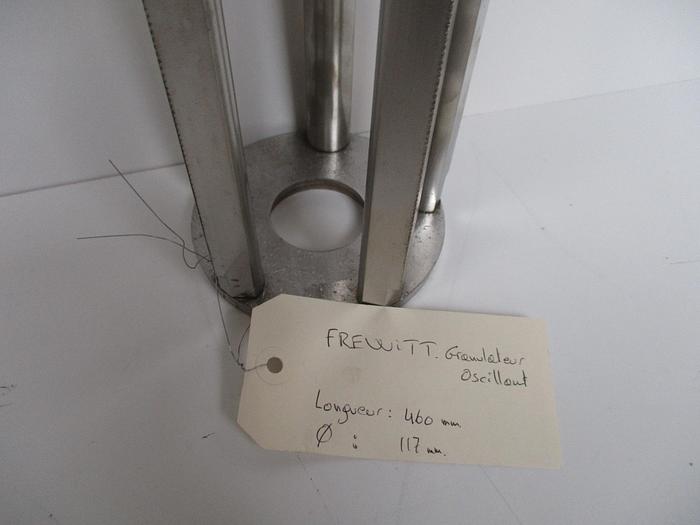 FREWITT. Granulateur
Oscillant
Longueur: 460 mm.
Ø : 117 mm.